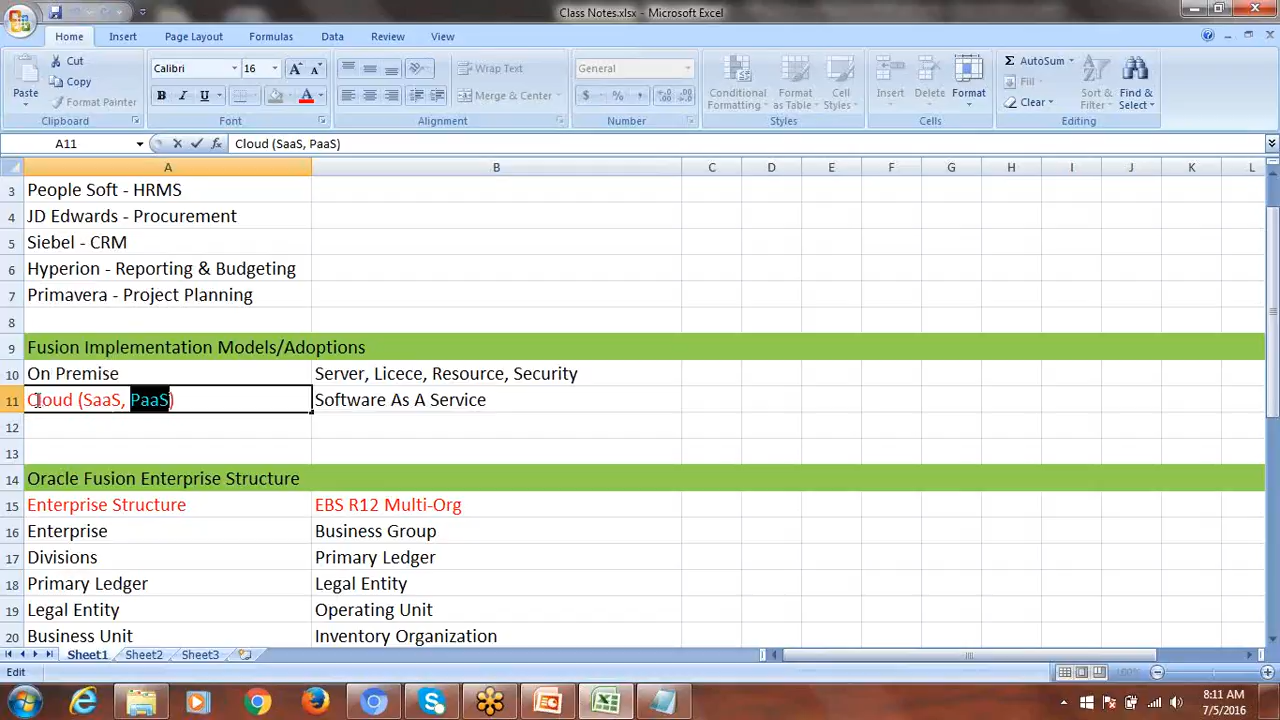 Class Notes.xlsx - Microsoft Excel
Home Insert Page Layout Formulas Data Review View
Paste
Cut
Copy
Format Painter
Clipboard
Calibri 16 A A
B I U A
Font
Wrap Text
Merge & Center
Alignment
General
$ % ,
Number
Conditional Formatting
Format as Table
Cell Styles
Styles
Insert Delete Format
Cells
Σ AutoSum
Fill
Clear
Sort & Filter
Find & Select
Editing
A11 fx Cloud (SaaS, PaaS)
A B C D E F G H I J K L
3 People Soft - HRMS
4 JD Edwards - Procurement
5 Siebel - CRM
6 Hyperion - Reporting & Budgeting
7 Primavera - Project Planning
8
9 Fusion Implementation Models/Adoptions
10 On Premise Server, Licece, Resource, Security
11 Cloud (SaaS, PaaS) Software As A Service
12
13
14 Oracle Fusion Enterprise Structure
15 Enterprise Structure EBS R12 Multi-Org
16 Enterprise Business Group
17 Divisions Primary Ledger
18 Primary Ledger Legal Entity
19 Legal Entity Operating Unit
20 Business Unit Inventory Organization
Sheet1 Sheet2 Sheet3
Edit 100%
8:11 AM
7/5/2016